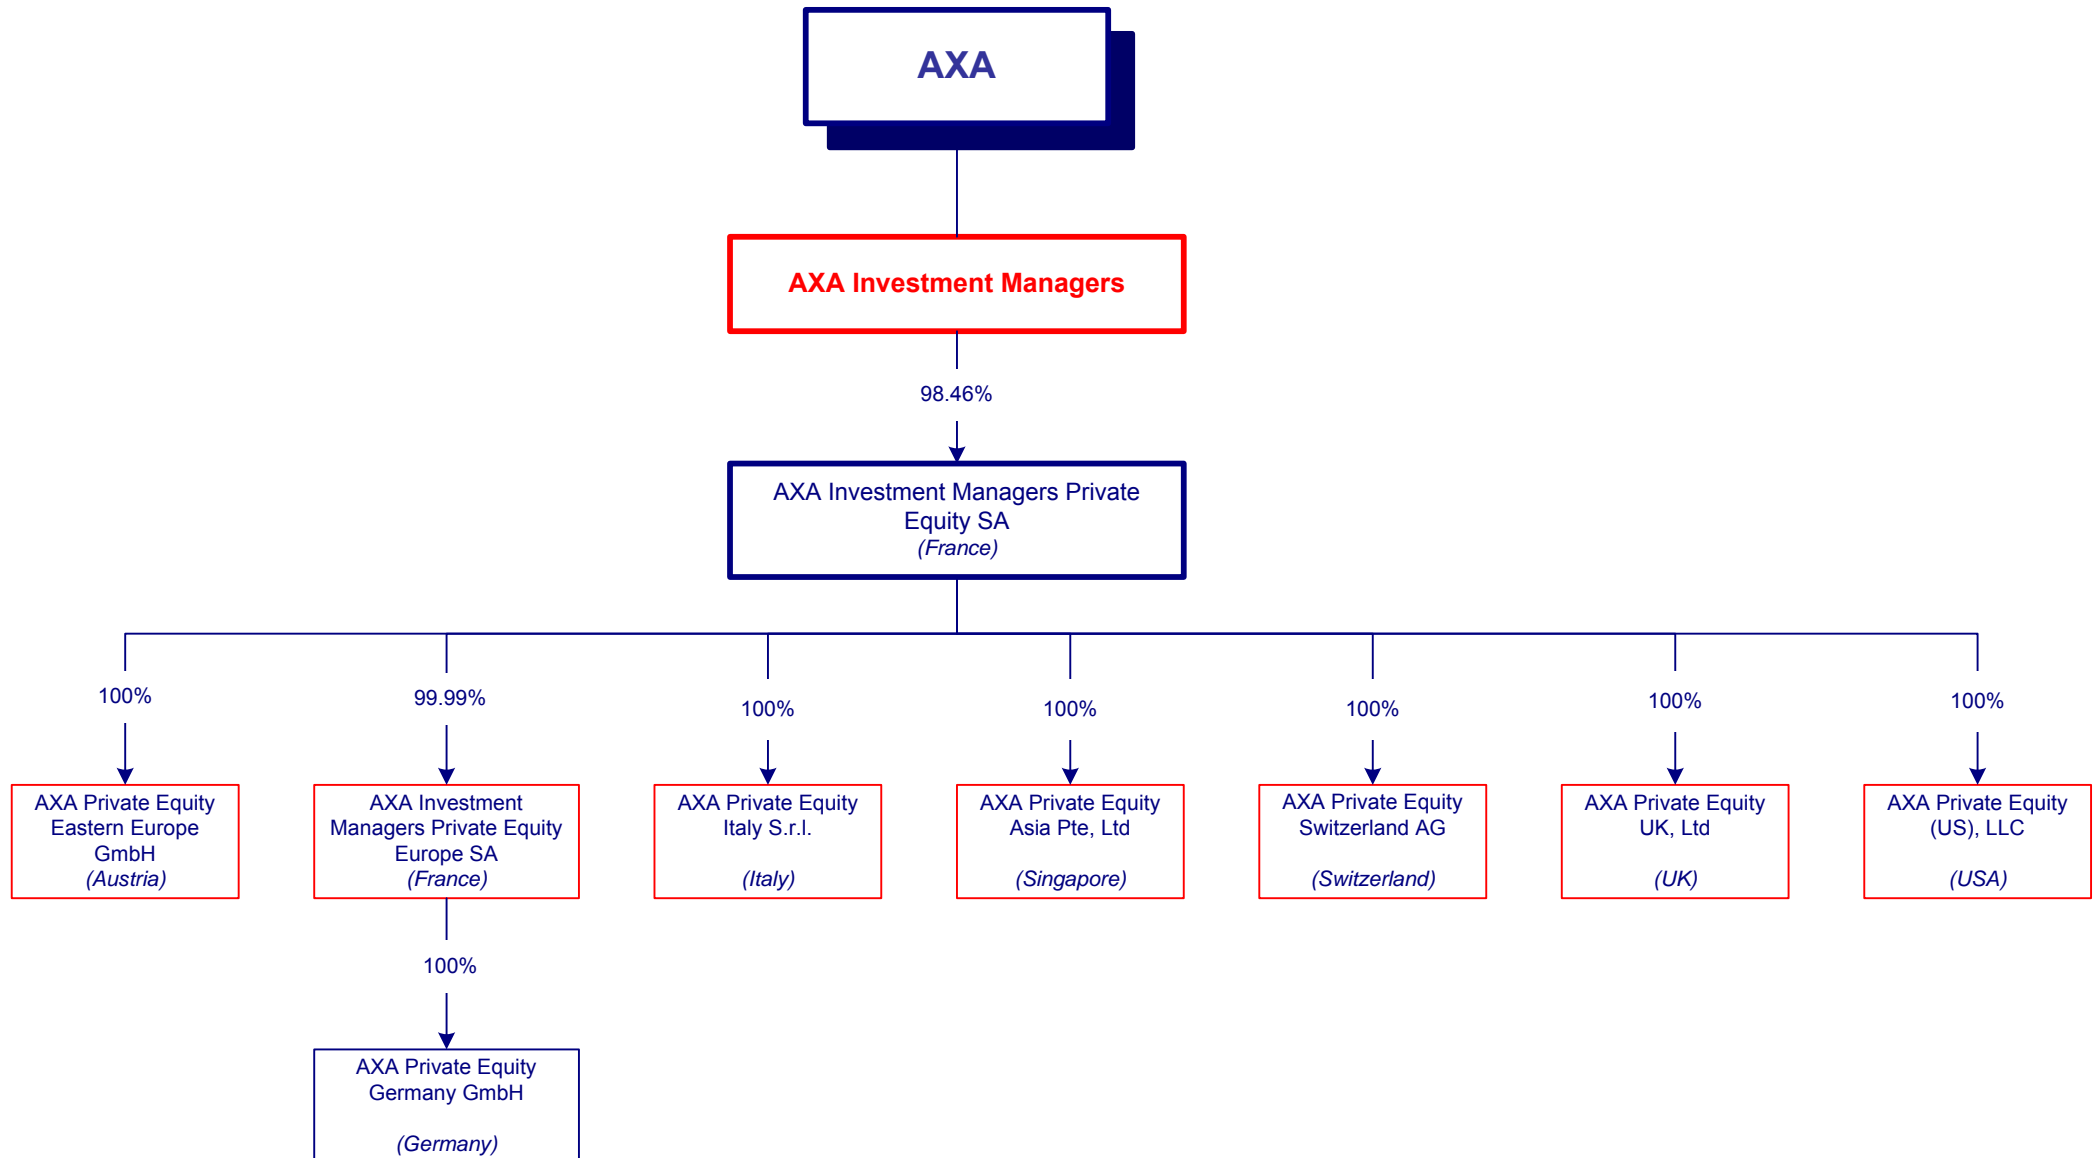 AXA
AXA Investment Managers
98.46%
AXA Investment Managers Private
Equity SA
(France)
100%
99.99%
100%
100%
100%
100%
100%
AXA Private Equity
Eastern Europe
GmbH
(Austria)
AXA Investment
Managers Private Equity
Europe SA
(France)
AXA Private Equity
Italy S.r.l.
(Italy)
AXA Private Equity
Asia Pte, Ltd
(Singapore)
AXA Private Equity
Switzerland AG
(Switzerland)
AXA Private Equity
UK, Ltd
(UK)
AXA Private Equity
(US), LLC
(USA)
100%
AXA Private Equity
Germany GmbH
(Germany)